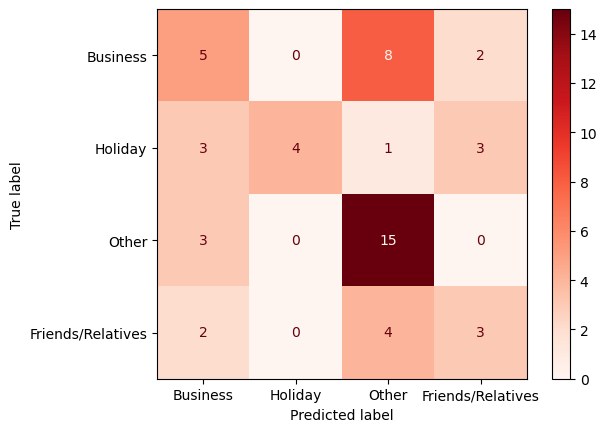 Business 5 0 8 2
Holiday 3 4 1 3
Other 3 0 15 0
Friends/Relatives 2 0 4 3
Business Holiday Other Friends/Relatives
Predicted label
True label
14
12
10
8
6
4
2
0